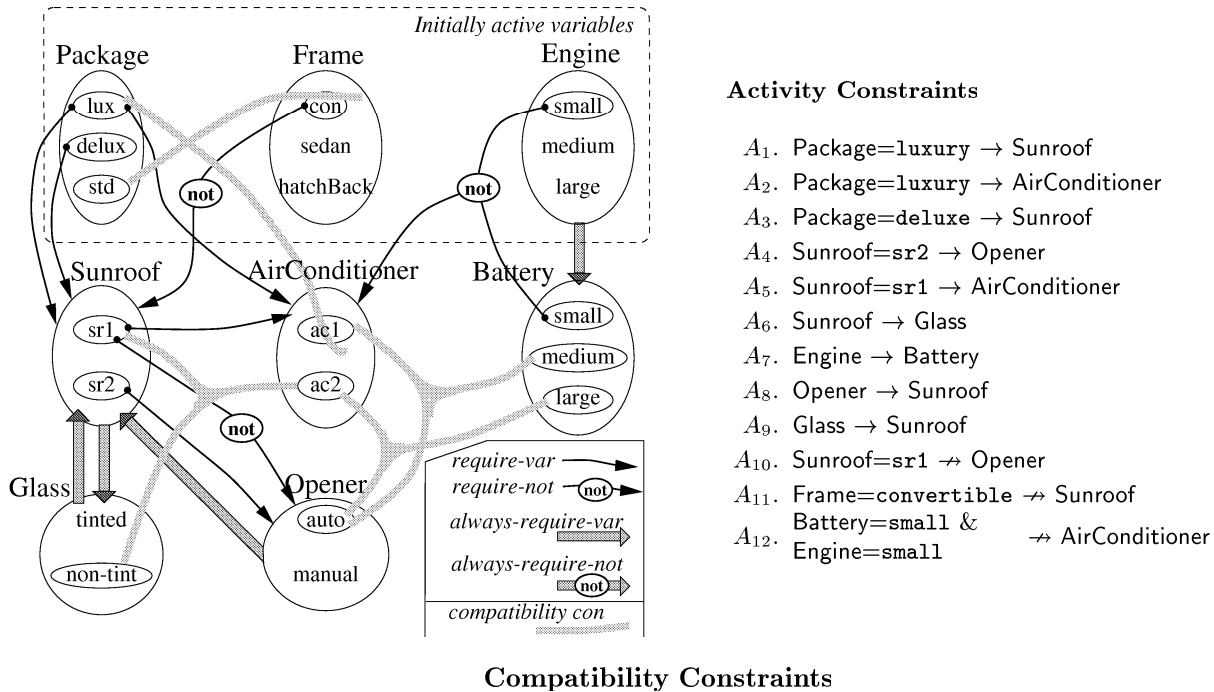 Initially active variables
Package
Frame
Engine
lux
delux
std
con
sedan
hatchBack
small
medium
large
not
not
Sunroof
AirConditioner
Battery
sr1
sr2
ac1
ac2
small
medium
large
not
Glass
tinted
non-tint
Opener
auto
manual
require-var
require-not
not
always-require-var
always-require-not
not
compatibility con
Activity Constraints
A1. Package=luxury → Sunroof
A2. Package=luxury → AirConditioner
A3. Package=deluxe → Sunroof
A4. Sunroof=sr2 → Opener
A5. Sunroof=sr1 → AirConditioner
A6. Sunroof → Glass
A7. Engine → Battery
A8. Opener → Sunroof
A9. Glass → Sunroof
A10. Sunroof=sr1 ↛ Opener
A11. Frame=convertible ↛ Sunroof
Battery=small &
A12. ↛ AirConditioner
Engine=small
Compatibility Constraints